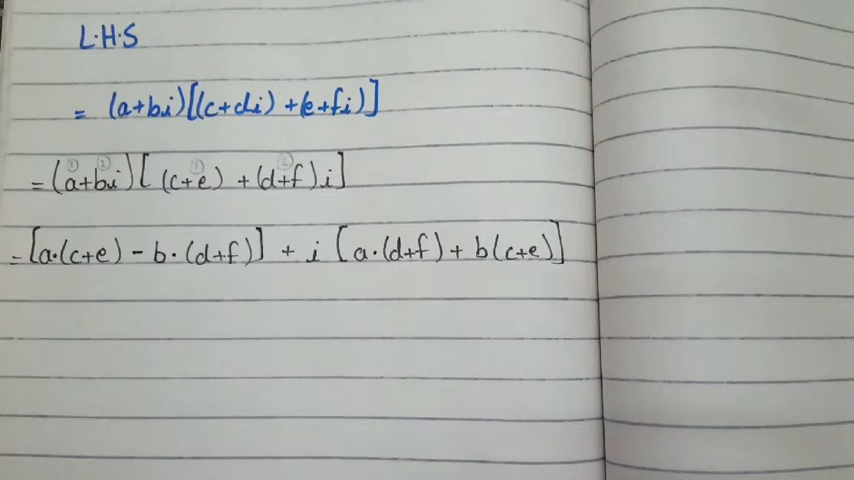 L.H.S
= (a+bi)[(c+di) +(e+fi)]
= (a+bi)[ (c+e) +(d+f)i]
= [a.(c+e) - b.(d+f)] + i [a.(d+f) + b(c+e)]